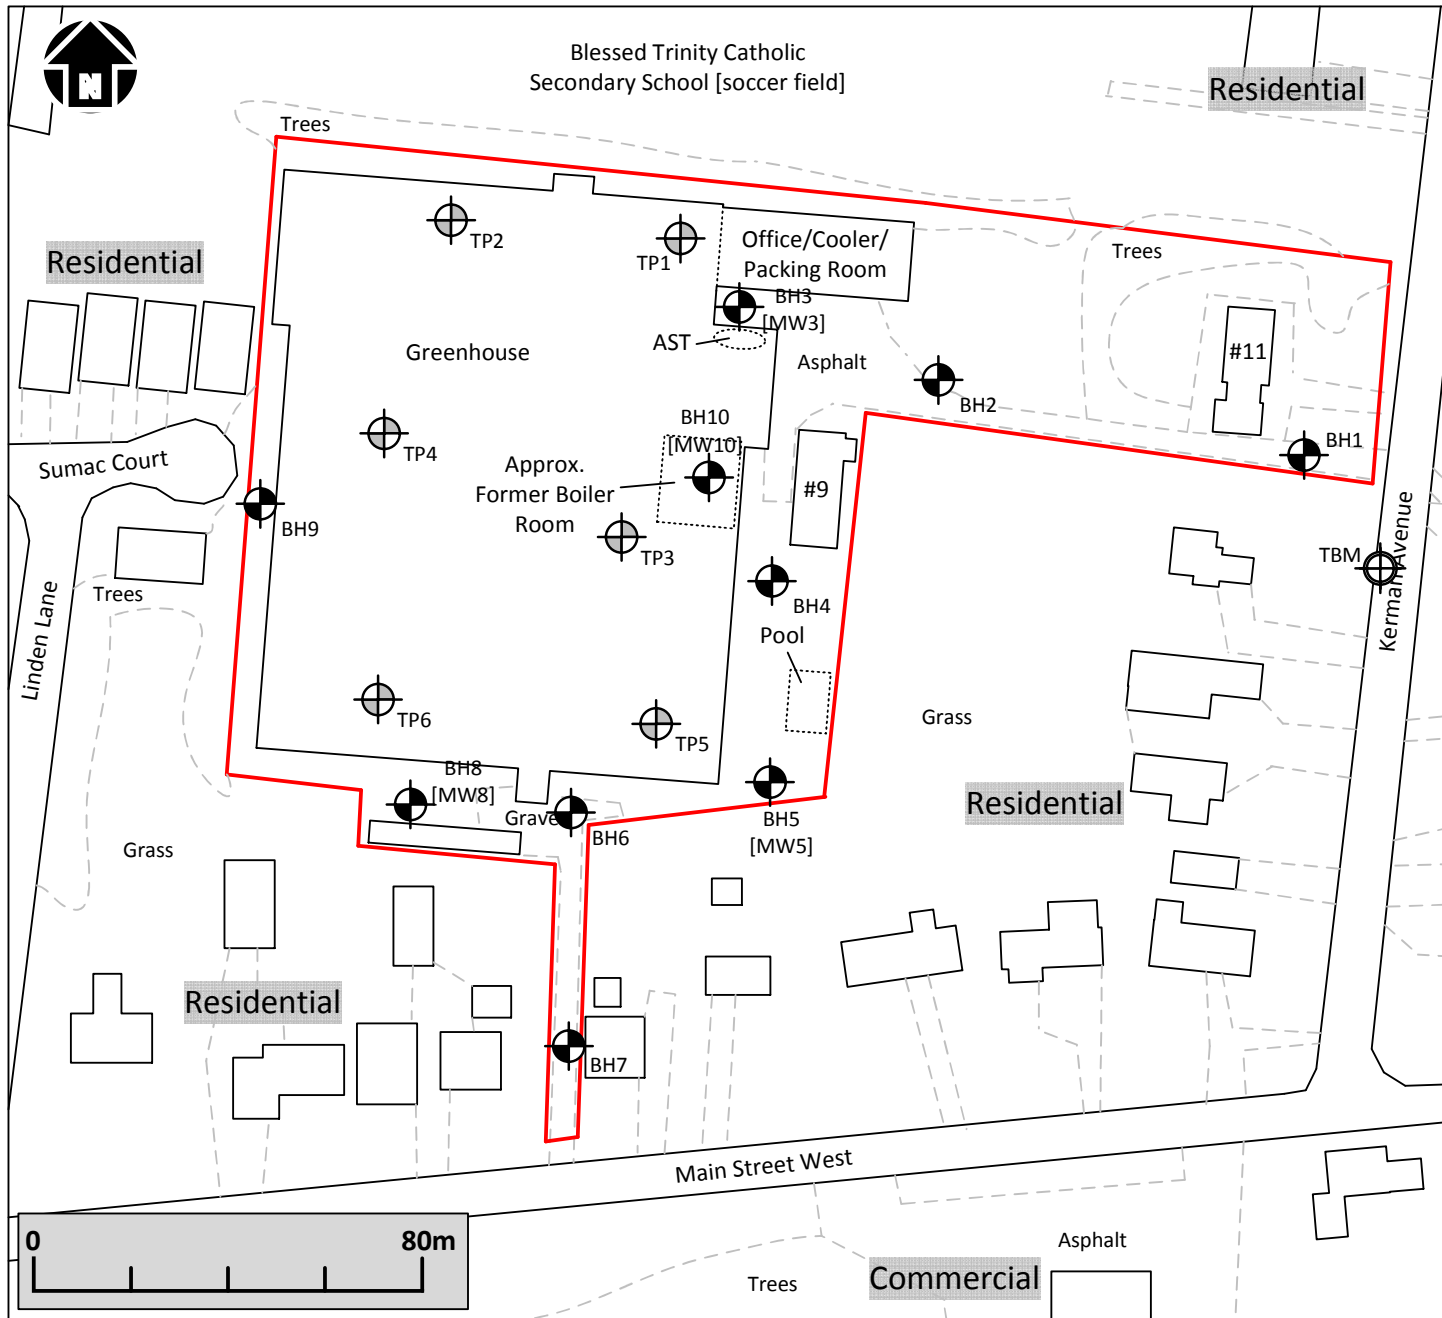 Blessed Trinity Catholic
Secondary School [soccer field]
Residential
N
Trees
TP2
TP1
Office/Cooler/
Packing Room
Trees
Residential
BH3
[MW3]
AST
Greenhouse
Asphalt
#11
BH2
BH10
[MW10]
BH1
TP4
Sumac Court
Approx.
Former Boiler
Room
#9
BH9
TP3
TBM
Kerman Avenue
Trees
BH4
Linden Lane
Pool
TP6
TP5
Grass
BH8
[MW8]
Residential
Grave
BH6
BH5
[MW5]
Grass
Residential
BH7
Main Street West
0
80m
Asphalt
Trees
Commercial